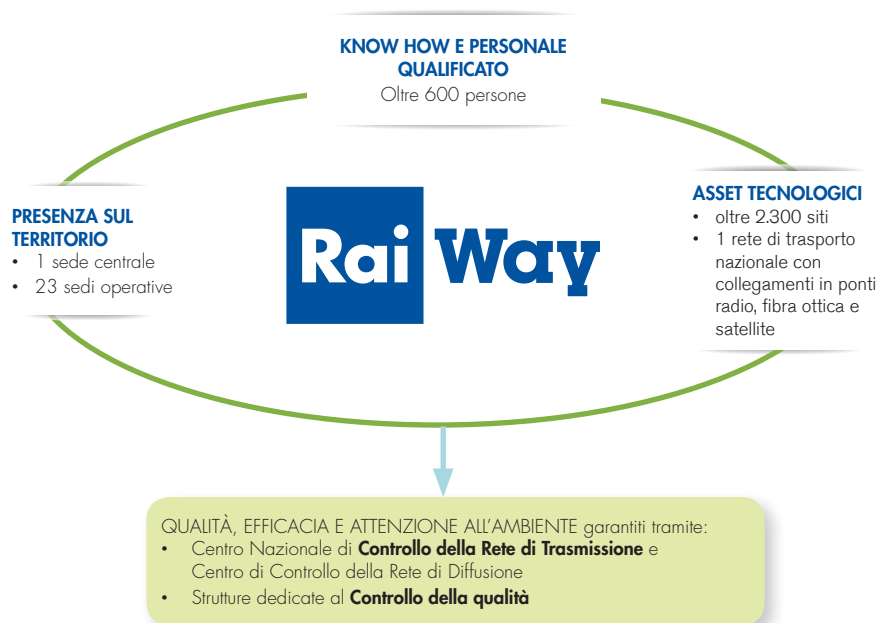 KNOW HOW E PERSONALE
QUALIFICATO
Oltre 600 persone
PRESENZA SUL
TERRITORIO
• 1 sede centrale
• 23 sedi operative
Rai Way
ASSET TECNOLOGICI
• oltre 2.300 siti
• 1 rete di trasporto
nazionale con
collegamenti in ponti
radio, fibra ottica e
satellite
QUALITÀ, EFFICACIA E ATTENZIONE ALL'AMBIENTE garantiti tramite:
• Centro Nazionale di Controllo della Rete di Trasmissione e
Centro di Controllo della Rete di Diffusione
• Strutture dedicate al Controllo della qualità